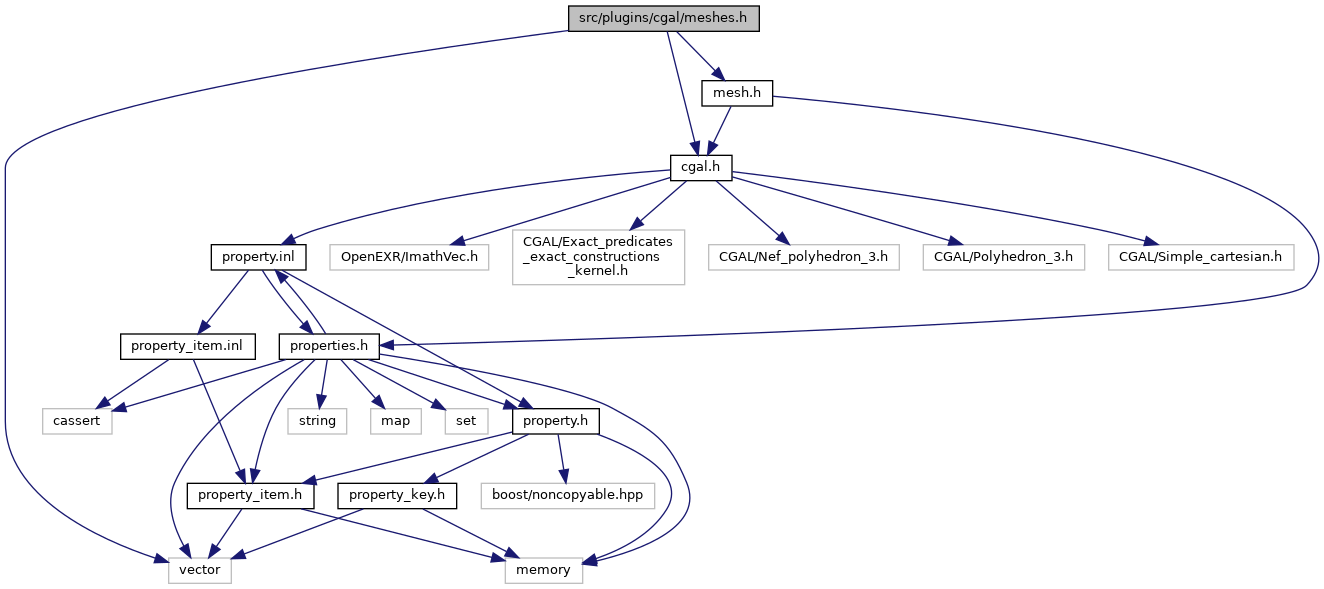 src/plugins/cgal/meshes.h
mesh.h
cgal.h
property.inl
OpenEXR/ImathVec.h
CGAL/Exact_predicates
_exact_constructions
_kernel.h
CGAL/Nef_polyhedron_3.h
CGAL/Polyhedron_3.h
CGAL/Simple_cartesian.h
property_item.inl
properties.h
cassert
string
map
set
property.h
property_item.h
property_key.h
boost/noncopyable.hpp
vector
memory